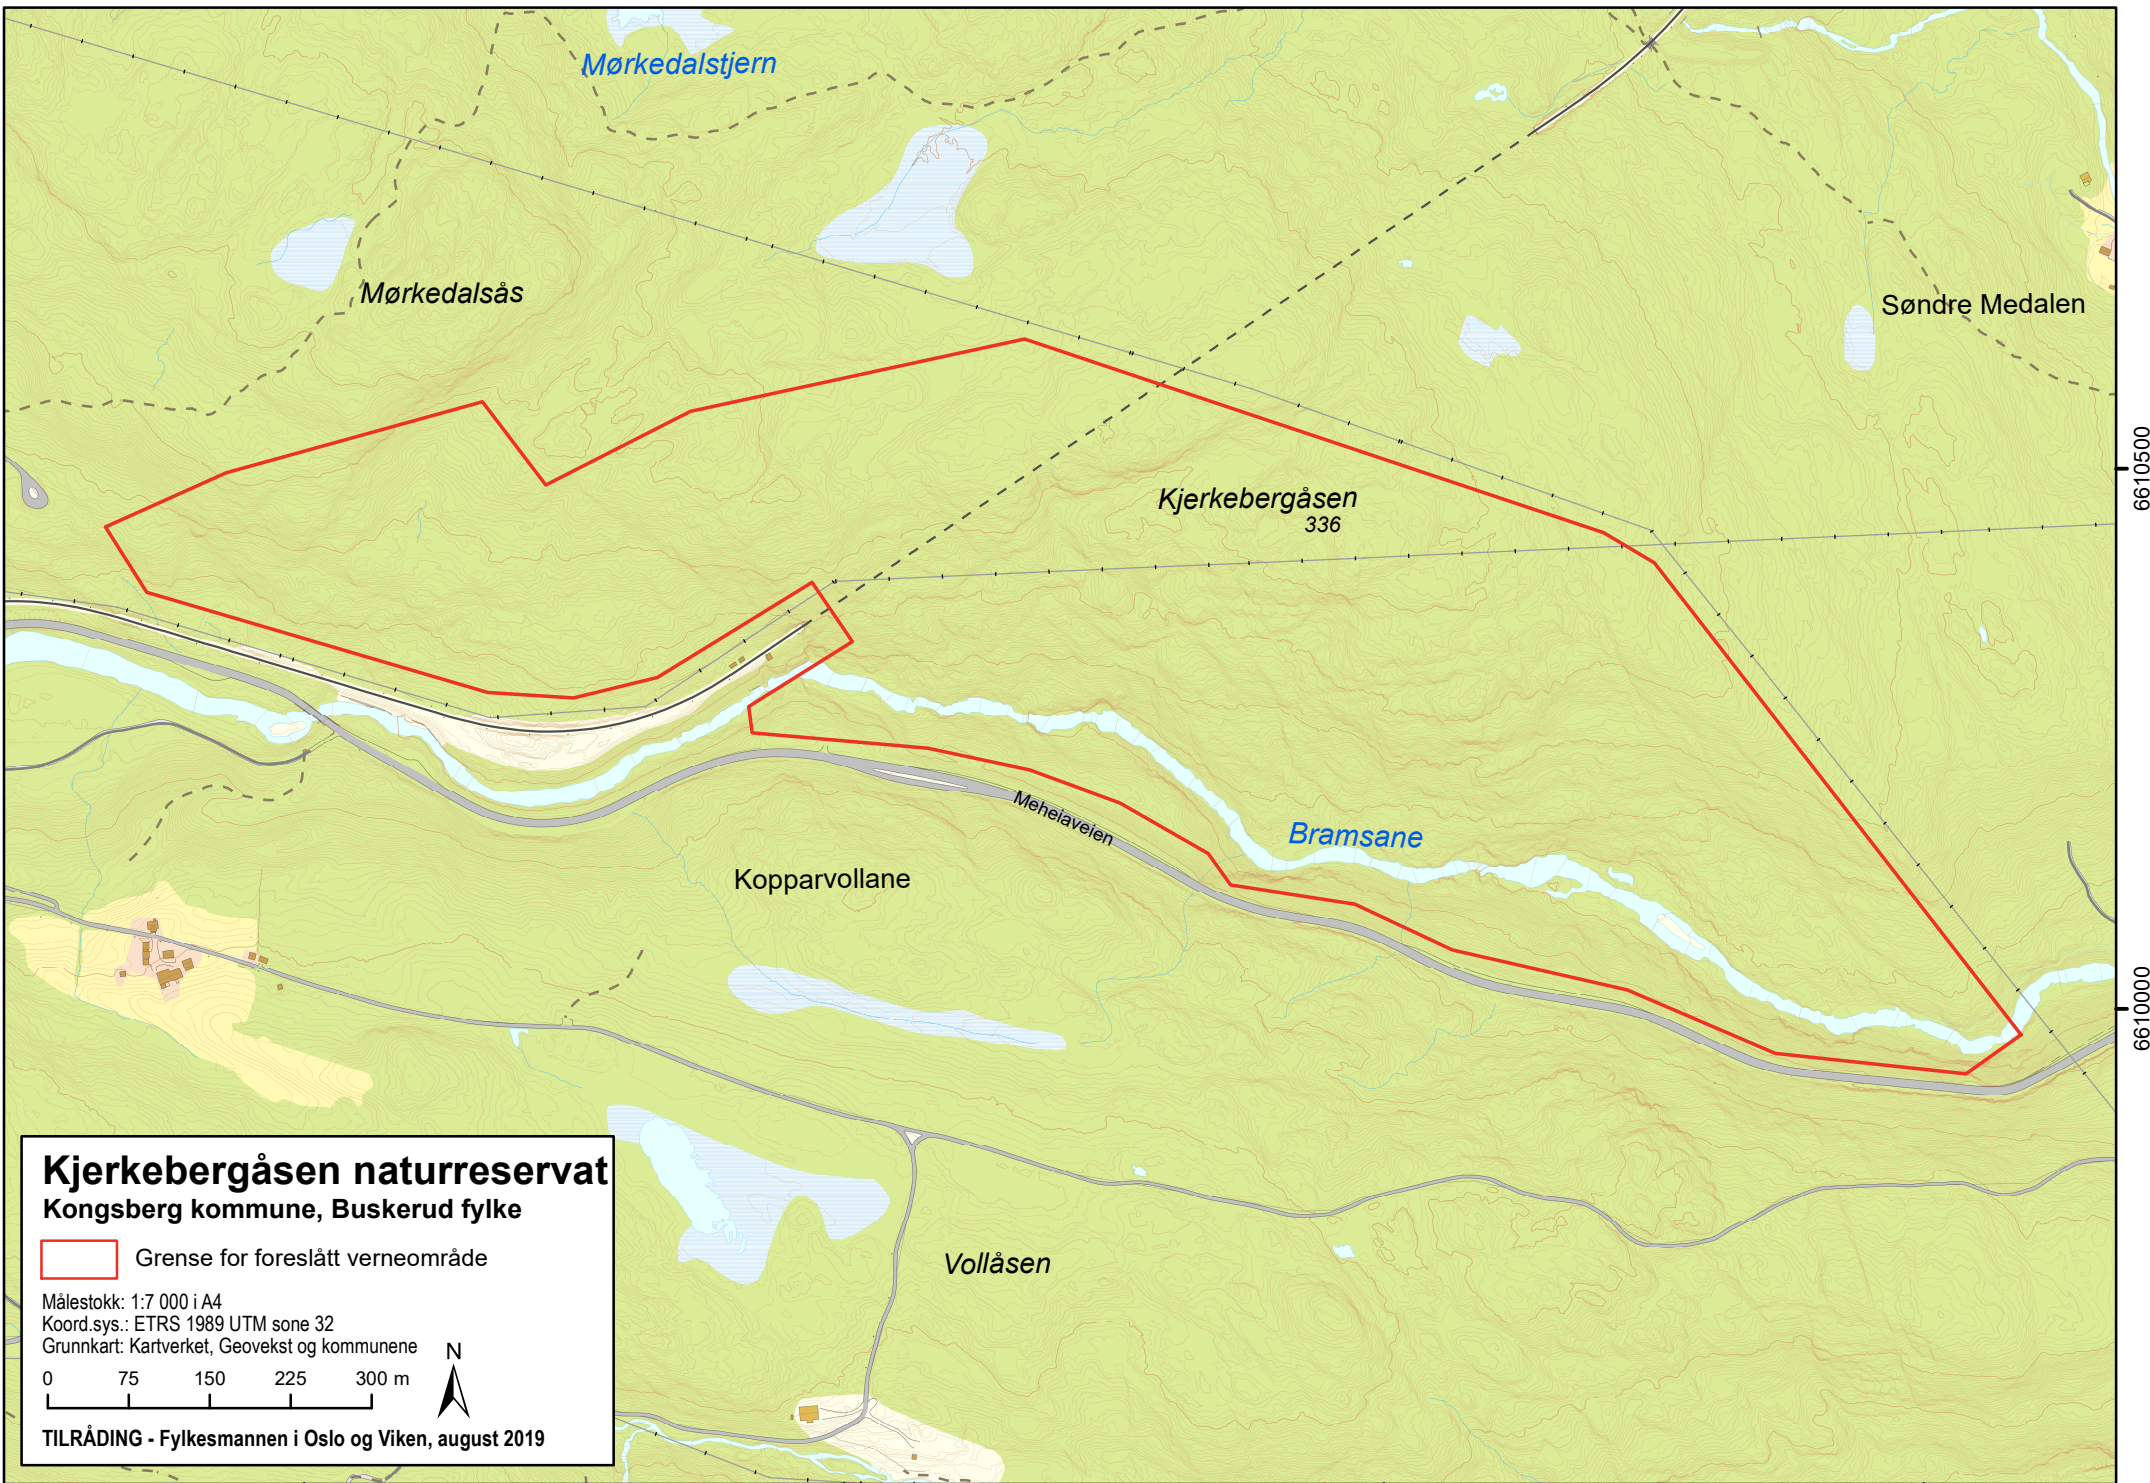 Mørkedalstjern
Mørkedalsås
Søndre Medalen
6610500
Kjerkebergåsen
336
Meheiaveien
Bramsane
Kopparvollane
6610000
Vollåsen
Kjerkebergåsen naturreservat
Kongsberg kommune, Buskerud fylke
Grense for foreslått verneområde
Målestokk: 1:7 000 i A4
Koord.sys.: ETRS 1989 UTM sone 32
Grunnkart: Kartverket, Geovekst og kommunene
N
0 75 150 225 300 m
TILRÅDING - Fylkesmannen i Oslo og Viken, august 2019